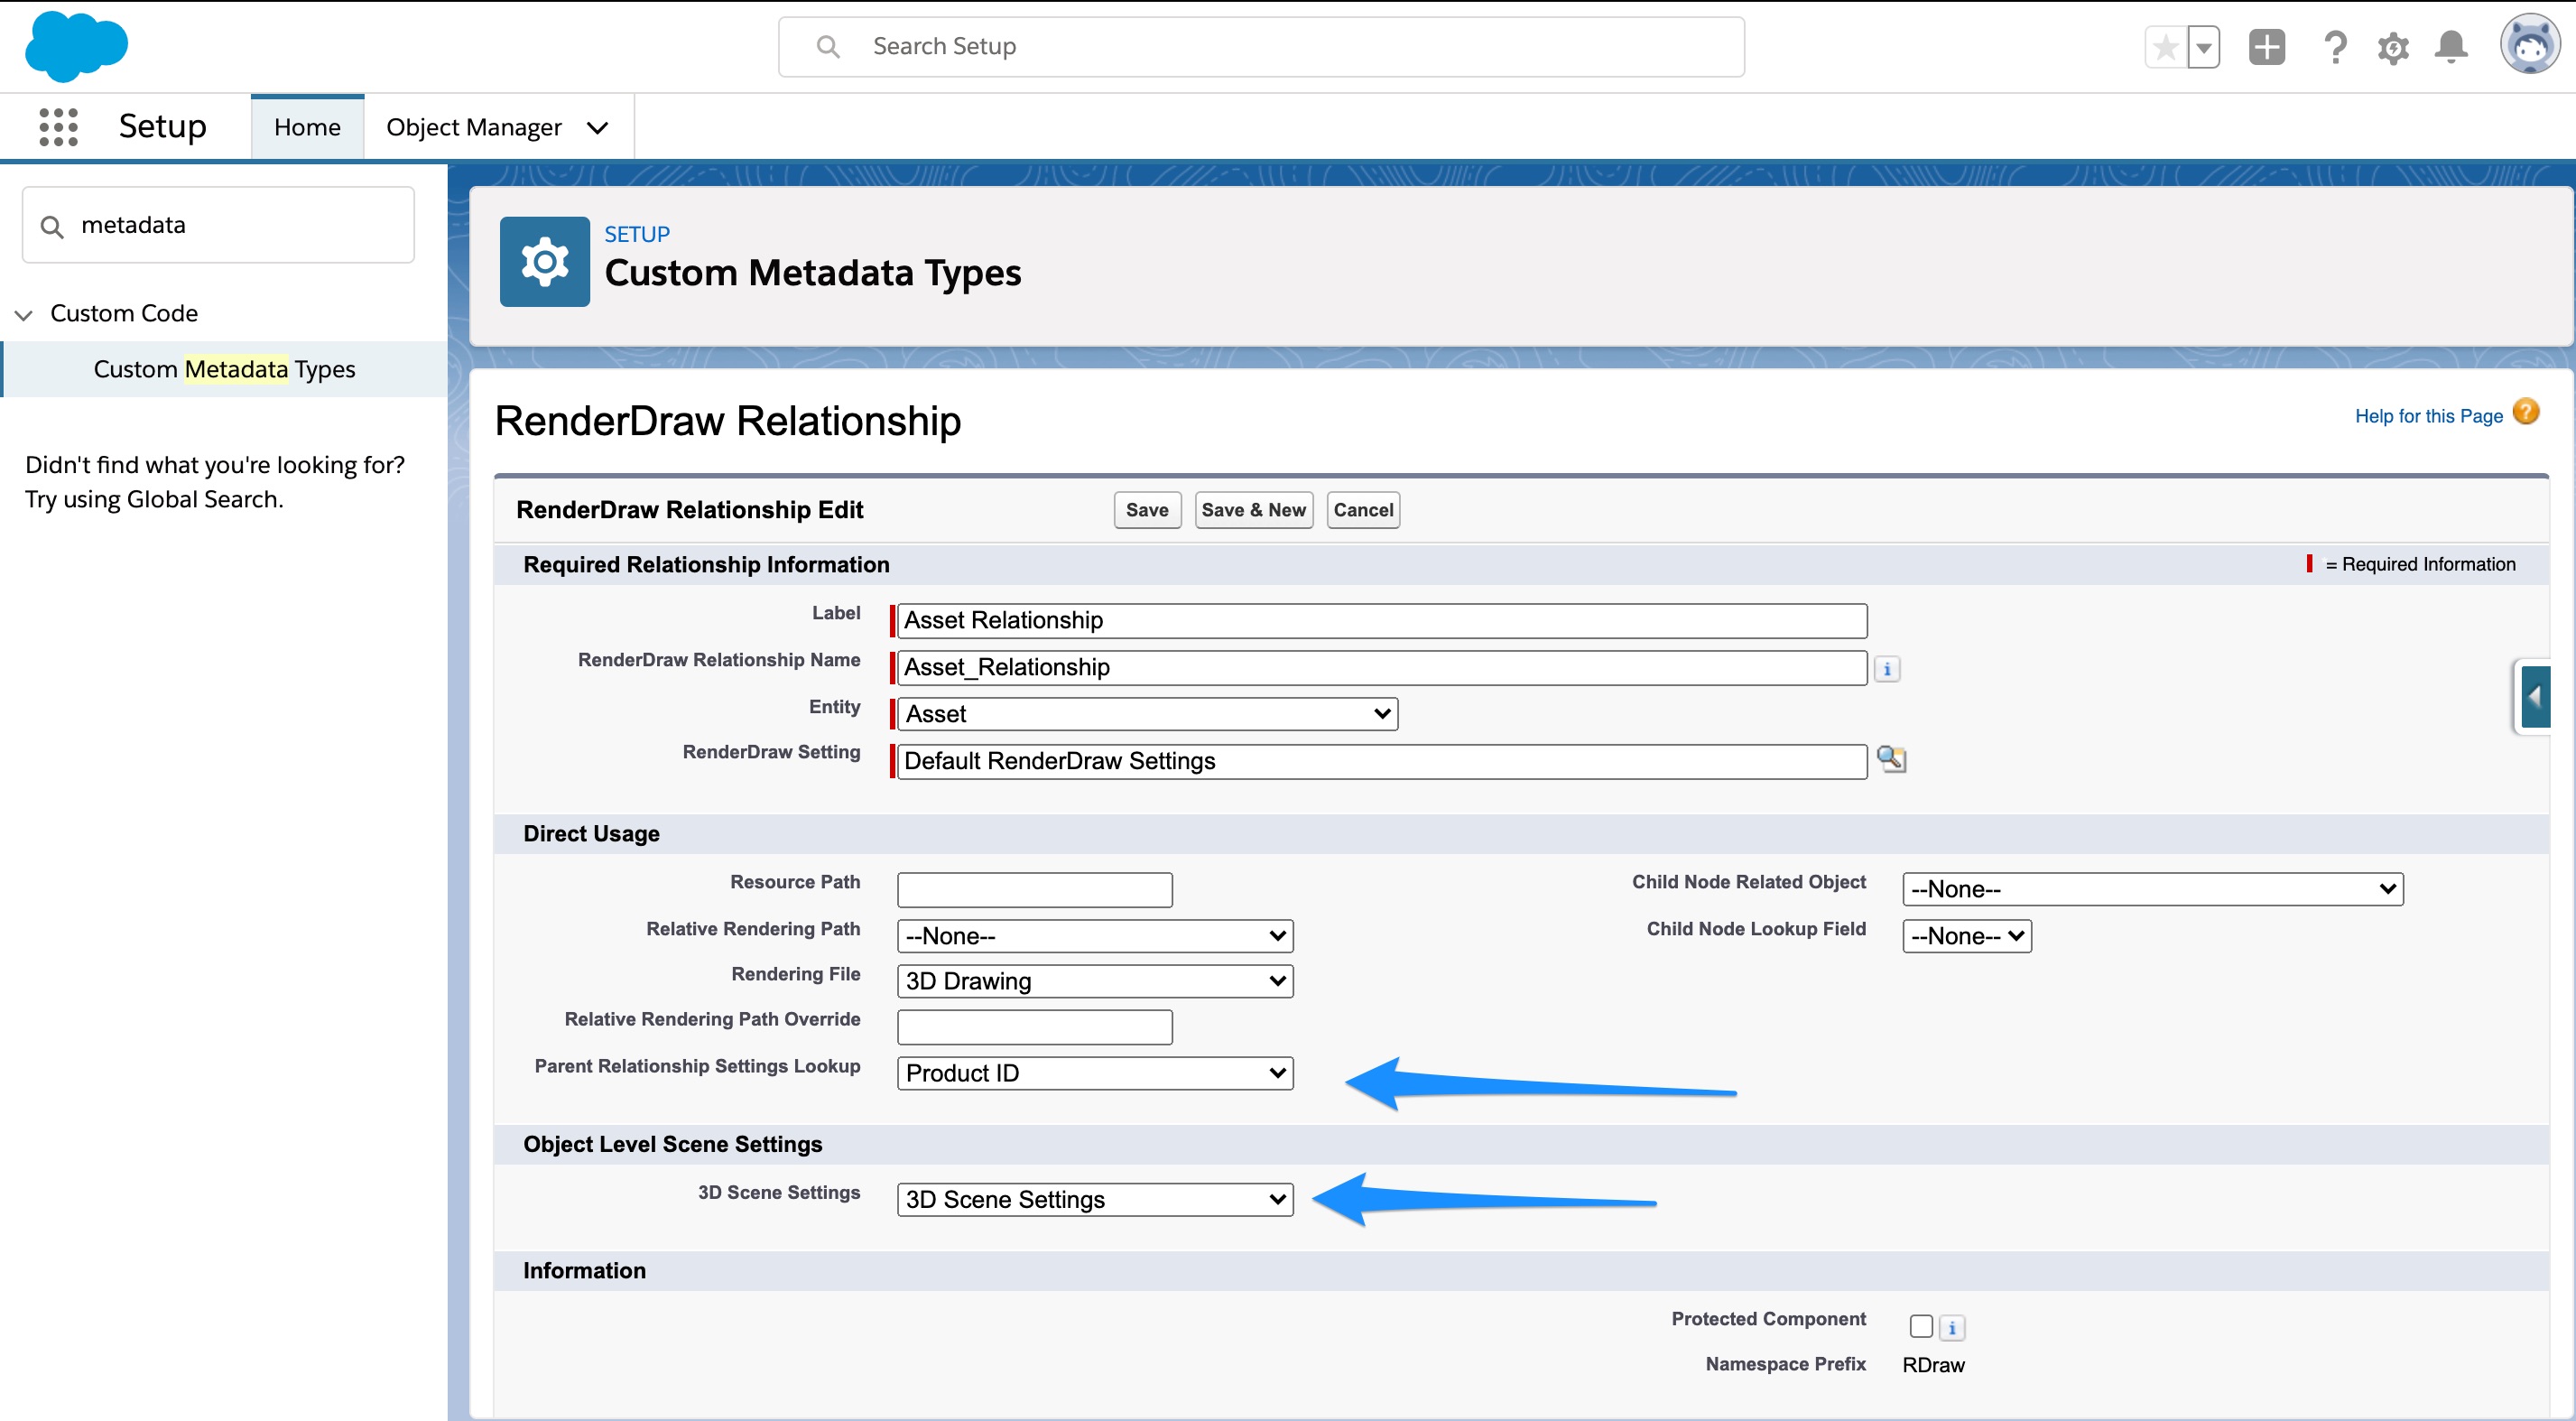 Search Setup
Setup
Home
Object Manager
metadata
Custom Code
Custom Metadata Types
Didn't find what you're looking for?
Try using Global Search.
SETUP
Custom Metadata Types
RenderDraw Relationship
Help for this Page
RenderDraw Relationship Edit
Save
Save & New
Cancel
Required Relationship Information
= Required Information
Label
Asset Relationship
RenderDraw Relationship Name
Asset_Relationship
Entity
Asset
RenderDraw Setting
Default RenderDraw Settings
Direct Usage
Resource Path
Child Node Related Object
--None--
Relative Rendering Path
--None--
Child Node Lookup Field
--None--
Rendering File
3D Drawing
Relative Rendering Path Override
Parent Relationship Settings Lookup
Product ID
Object Level Scene Settings
3D Scene Settings
3D Scene Settings
Information
Protected Component
Namespace Prefix
RDraw